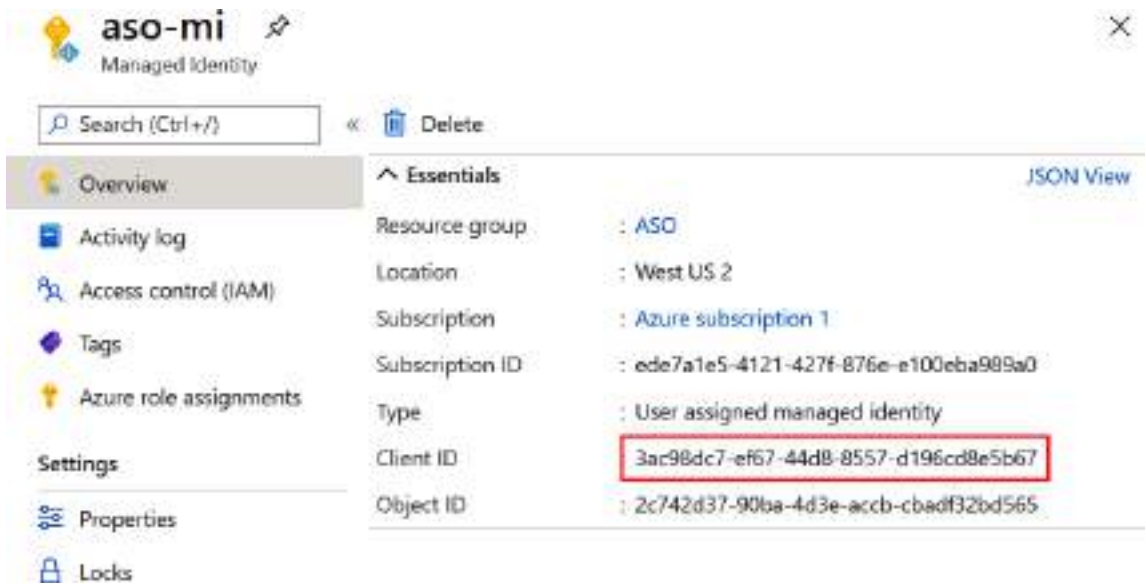 aso-mi
Managed Identity
Search (Ctrl+/)
« Delete
Overview
Activity log
Access control (IAM)
Tags
Azure role assignments
Settings
Properties
Locks
Essentials
JSON View
Resource group : ASO
Location : West US 2
Subscription : Azure subscription 1
Subscription ID : ede7a1e5-4121-427f-876e-e100eba989a0
Type : User assigned managed identity
Client ID : 3ac98dc7-ef67-44d8-8557-d196cd8e5b67
Object ID : 2c742d37-90ba-4d3e-accb-cbadf32bd565